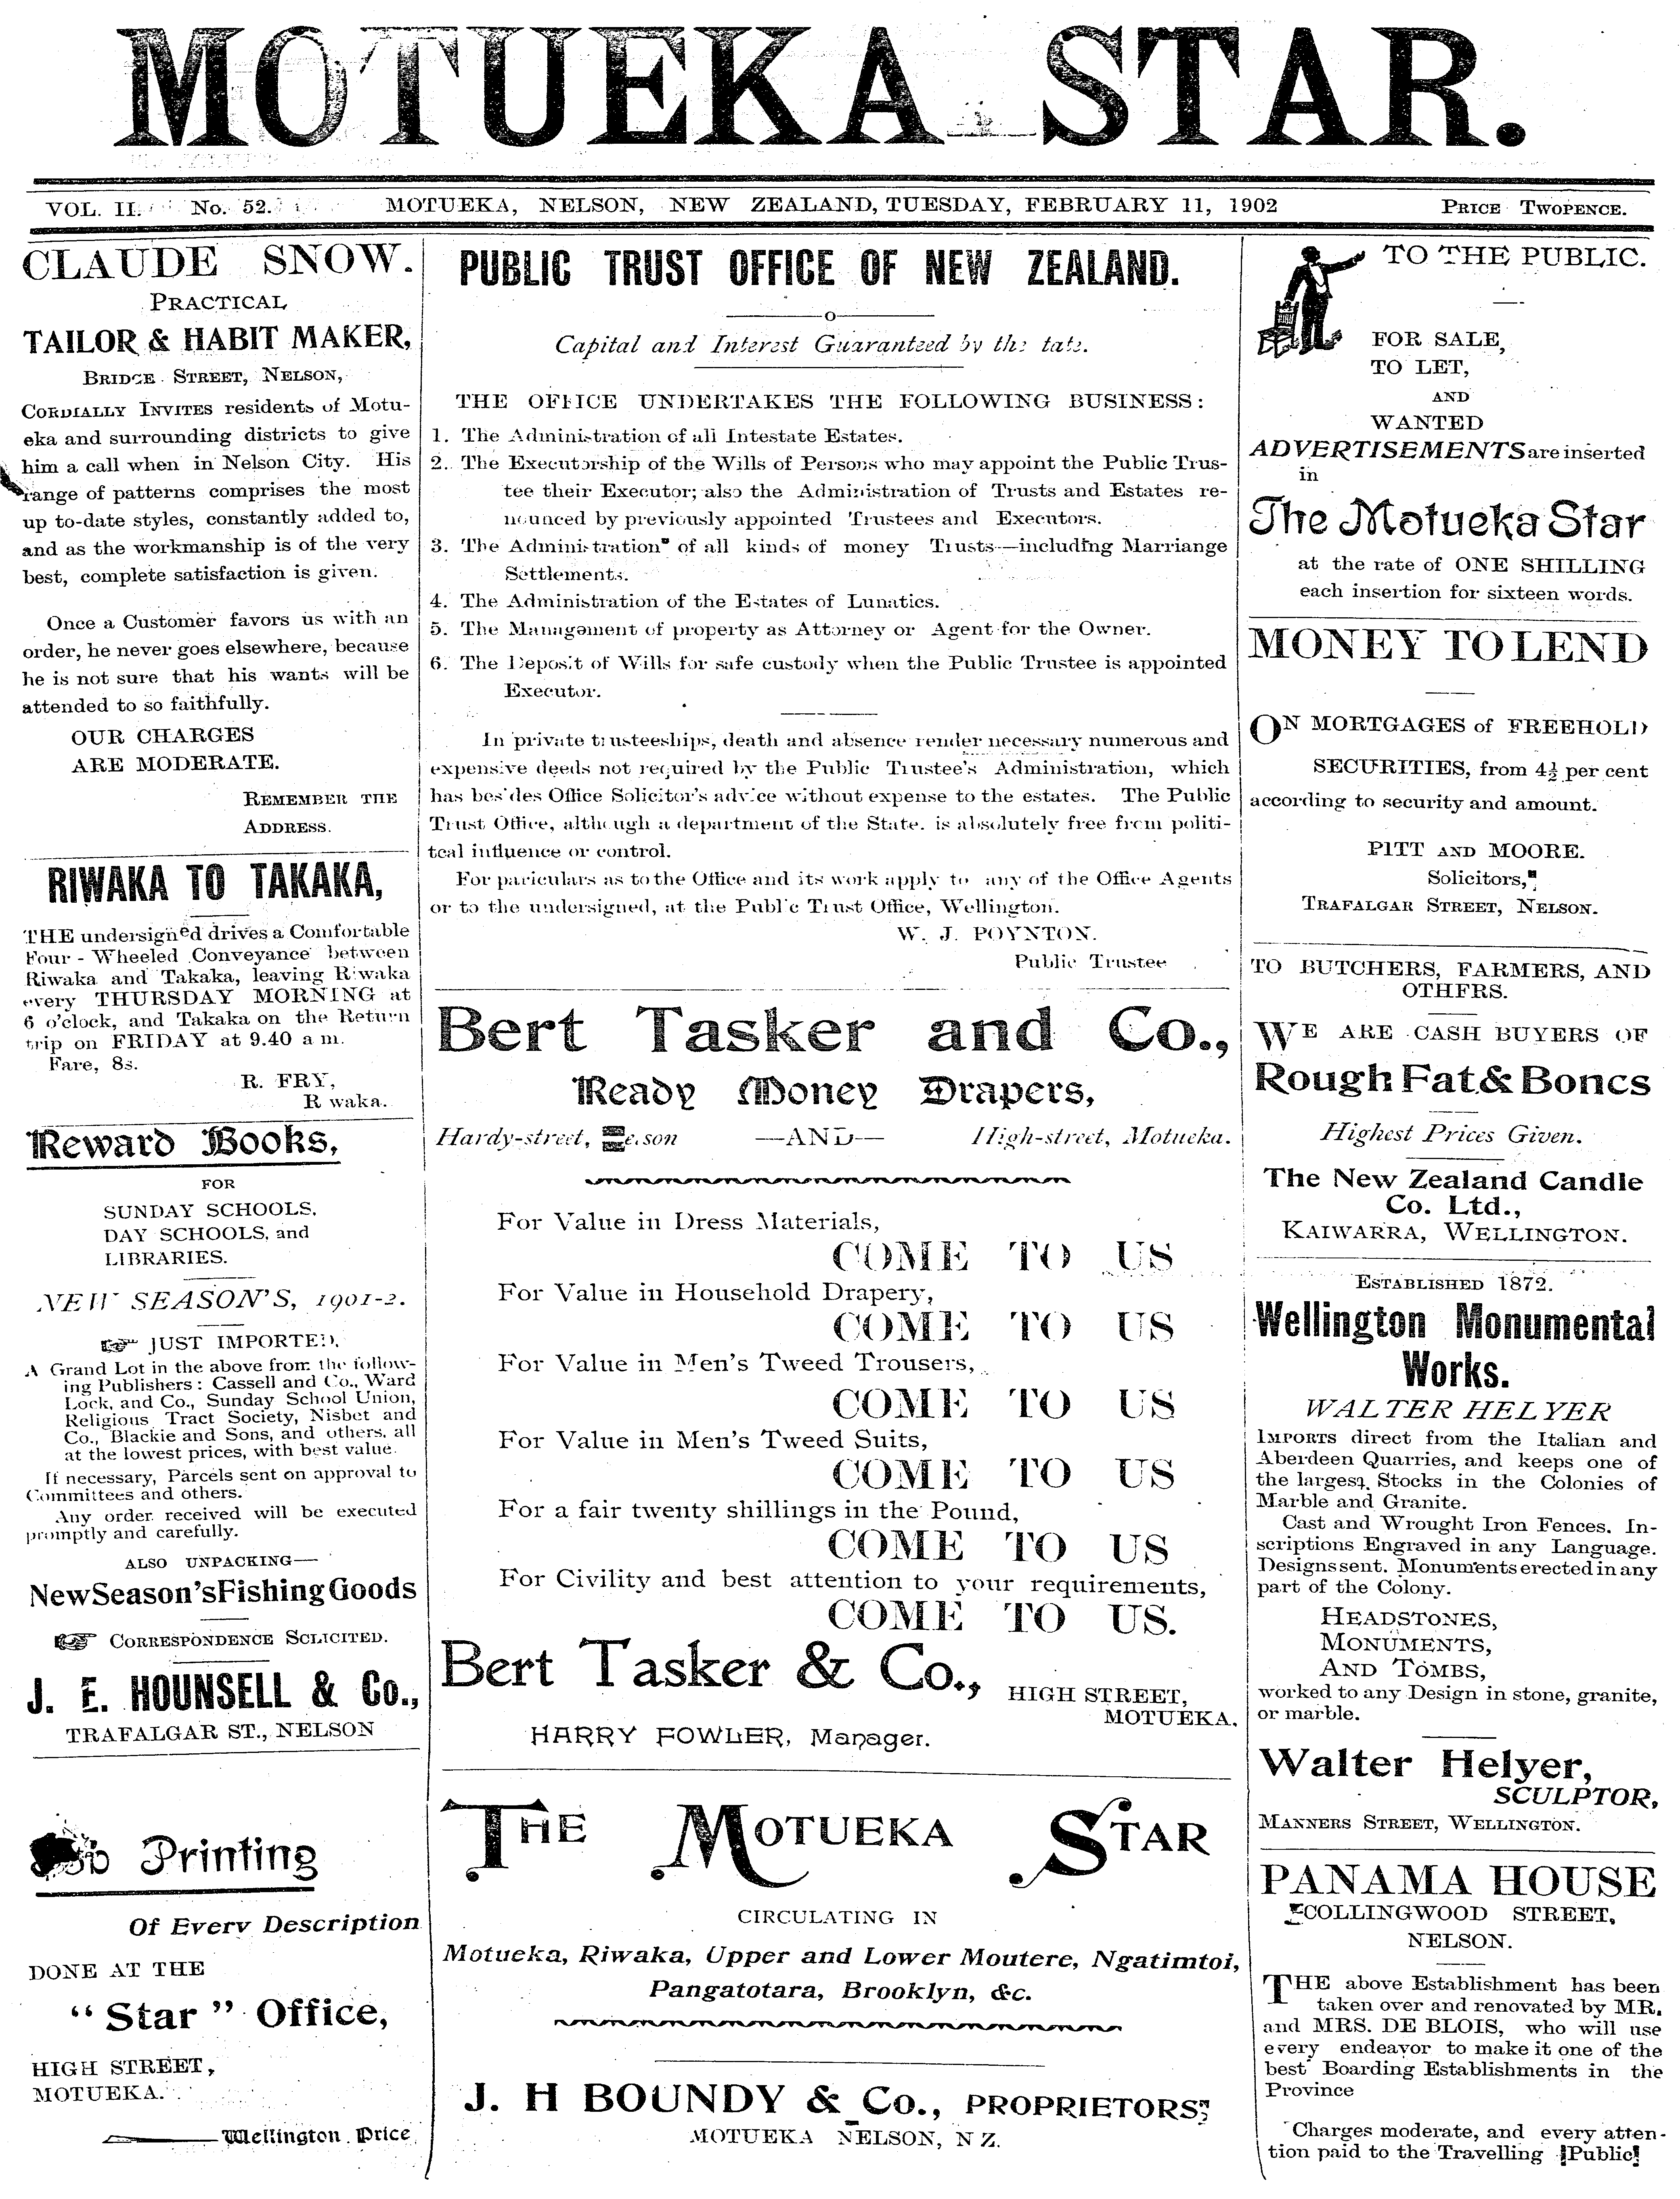 MOTUEKA STAR.
VOL. II. No. 52. MOTUEKA, NELSON, NEW ZEALAND, TUESDAY, FEBRUARY 11, 1902 PRICE TWOPENCE.
CLAUDE SNOW.
PRACTICAL
TAILOR & HABIT MAKER,
BRIDGE STREET, NELSON,
CORDIALLY INVITES residents of Motu-
eka and surrounding districts to give
him a call when in Nelson City. His
range of patterns comprises the most
up to-date styles, constantly added to,
and as the workmanship is of the very
best, complete satisfaction is given.
Once a Customer favors us with an
order, he never goes elsewhere, because
he is not sure that his wants will be
attended to so faithfully.
OUR CHARGES
ARE MODERATE.
REMEMBER THE
ADDRESS.
RIWAKA TO TAKAKA,
THE undersigned drives a Comfortable
Four - Wheeled Conveyance between
Riwaka and Takaka, leaving Riwaka
every THURSDAY MORNING at
6 o'clock, and Takaka on the Return
trip on FRIDAY at 9.40 a m.
Fare, 8s.
R. FRY,
R waka.
Reward Books,
FOR
SUNDAY SCHOOLS,
DAY SCHOOLS, and
LIBRARIES.
NEW SEASON'S, 1901-2.
JUST IMPORTED,
A Grand Lot in the above from the follow-
ing Publishers: Cassell and Co., Ward
Lock, and Co., Sunday School Union,
Religious Tract Society, Nisbet and
Co., Blackie and Sons, and others, all
at the lowest prices, with best value.
If necessary, Parcels sent on approval to
Committees and others.
Any order received will be executed
promptly and carefully.
ALSO UNPACKING—
New Season's Fishing Goods
CORRESPONDENCE SCLICITED.
J. E. HOUNSELL & Co.,
TRAFALGAR ST., NELSON
Job Printing
Of Every Description
DONE AT THE
"Star" Office,
HIGH STREET,
MOTUEKA.
Wellington Price
PUBLIC TRUST OFFICE OF NEW ZEALAND.
o
Capital and Interest Guaranteed by the tate.
THE OFFICE UNDERTAKES THE FOLLOWING BUSINESS:
1. The Administration of all Intestate Estates.
2. The Executorship of the Wills of Persons who may appoint the Public Trus-
tee their Executor; also the Administration of Trusts and Estates re-
nounced by previously appointed Trustees and Executors.
3. The Administration of all kinds of money Trusts—including Marriange
Settlements.
4. The Administration of the Estates of Lunatics.
5. The Management of property as Attorney or Agent for the Owner.
6. The Deposit of Wills for safe custody when the Public Trustee is appointed
Executor.
In private trusteeships, death and absence render necessary numerous and
expensive deeds not required by the Public Trustee's Administration, which
has besides Office Solicitor's advice without expense to the estates. The Public
Trust Office, although a department of the State. is absolutely free from politi-
tcal influence or control.
For pariculars as to the Office and its work apply to any of the Office Agents
or to the undersigned, at the Public Trust Office, Wellington.
W. J. POYNTON.
Public Trustee
Bert Tasker and Co.,
Ready Money Drapers,
Hardy-street, Nelson —AND— High-street, Motueka.
For Value in Dress Materials,
COME TO US
For Value in Household Drapery,
COME TO US
For Value in Men's Tweed Trousers,
COME TO US
For Value in Men's Tweed Suits,
COME TO US
For a fair twenty shillings in the Pound,
COME TO US
For Civility and best attention to your requirements,
COME TO US.
Bert Tasker & Co., HIGH STREET,
MOTUEKA.
HARRY FOWLER, Manager.
THE MOTUEKA STAR
CIRCULATING IN
Motueka, Riwaka, Upper and Lower Moutere, Ngatimtoi,
Pangatotara, Brooklyn, &c.
J. H BOUNDY & Co., PROPRIETORS,
MOTUEKA NELSON, N Z.
TO THE PUBLIC.
FOR SALE,
TO LET,
AND
WANTED
ADVERTISEMENTS are inserted
in
The Motueka Star
at the rate of ONE SHILLING
each insertion for sixteen words.
MONEY TO LEND
ON MORTGAGES of FREEHOLD
SECURITIES, from 4½ per cent
according to security and amount.
PITT AND MOORE.
Solicitors,
TRAFALGAR STREET, NELSON.
TO BUTCHERS, FARMERS, AND
OTHERS.
WE ARE CASH BUYERS OF
Rough Fat & Bones
Highest Prices Given.
The New Zealand Candle
Co. Ltd.,
KAIWARRA, WELLINGTON.
ESTABLISHED 1872.
Wellington Monumental
Works.
WALTER HELYER
IMPORTS direct from the Italian and
Aberdeen Quarries, and keeps one of
the largest Stocks in the Colonies of
Marble and Granite.
Cast and Wrought Iron Fences. In-
scriptions Engraved in any Language.
Designs sent. Monuments erected in any
part of the Colony.
HEADSTONES,
MONUMENTS,
AND TOMBS,
worked to any Design in stone, granite,
or marble.
Walter Helyer,
SCULPTOR,
MANNERS STREET, WELLINGTON.
PANAMA HOUSE
COLLINGWOOD STREET,
NELSON.
THE above Establishment has been
taken over and renovated by MR.
and MRS. DE BLOIS, who will use
every endeavor to make it one of the
best Boarding Establishments in the
Province
Charges moderate, and every atten-
tion paid to the Travelling Public